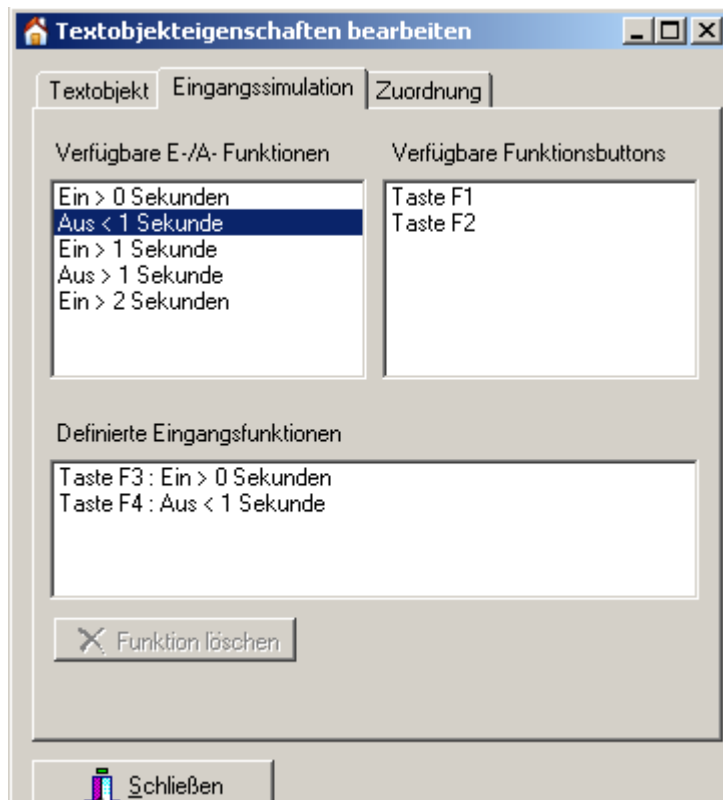 Textobjekteigenschaften bearbeiten
Textobjekt Eingangssimulation Zuordnung
Verfügbare E-/A- Funktionen
Ein > 0 Sekunden
Aus < 1 Sekunde
Ein > 1 Sekunde
Aus > 1 Sekunde
Ein > 2 Sekunden
Verfügbare Funktionsbuttons
Taste F1
Taste F2
Definierte Eingangsfunktionen
Taste F3 : Ein > 0 Sekunden
Taste F4 : Aus < 1 Sekunde
Funktion löschen
Schließen